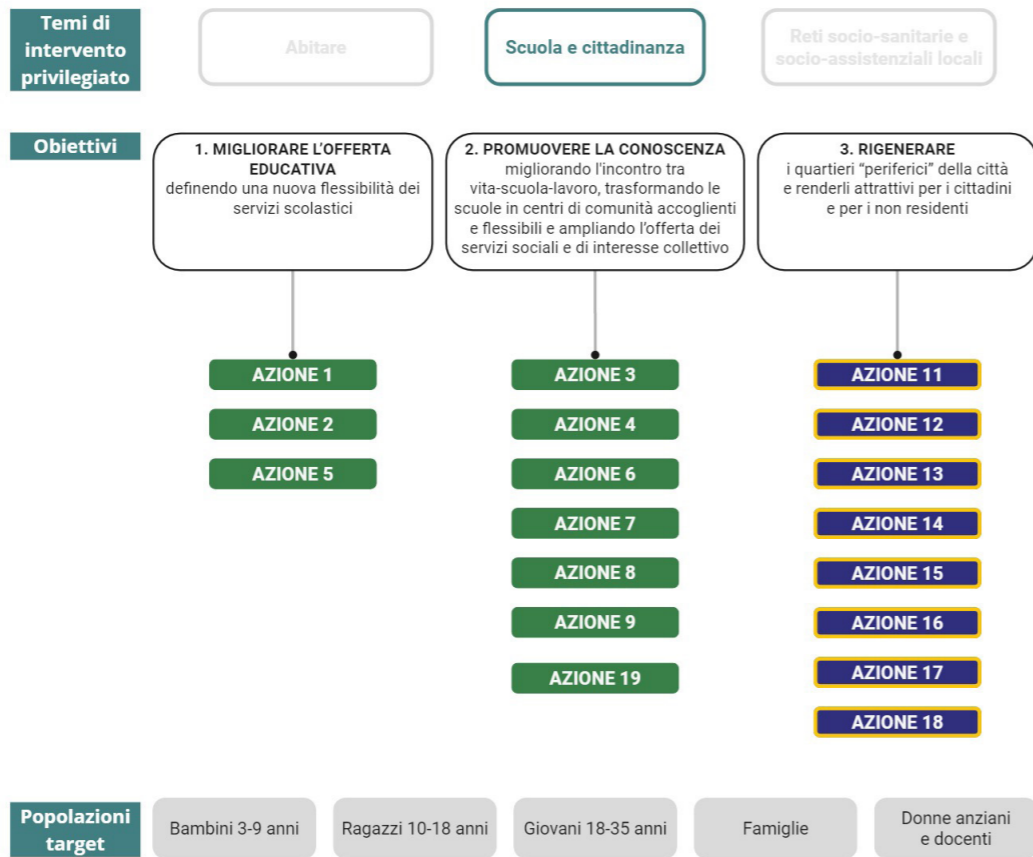 Temi di
intervento
privilegiato
Abitare
Scuola e cittadinanza
Reti socio-sanitarie e
socio-assistenziali locali
Obiettivi
1. MIGLIORARE L’OFFERTA
EDUCATIVA
definendo una nuova flessibilità dei
servizi scolastici
2. PROMUOVERE LA CONOSCENZA
migliorando l'incontro tra
vita-scuola-lavoro, trasformando le
scuole in centri di comunità accoglienti
e flessibili e ampliando l’offerta dei
servizi sociali e di interesse collettivo
3. RIGENERARE
i quartieri “periferici” della città
e renderli attrattivi per i cittadini
e per i non residenti
AZIONE 1
AZIONE 2
AZIONE 5
AZIONE 3
AZIONE 4
AZIONE 6
AZIONE 7
AZIONE 8
AZIONE 9
AZIONE 19
AZIONE 11
AZIONE 12
AZIONE 13
AZIONE 14
AZIONE 15
AZIONE 16
AZIONE 17
AZIONE 18
Popolazioni
target
Bambini 3-9 anni
Ragazzi 10-18 anni
Giovani 18-35 anni
Famiglie
Donne anziani
e docenti